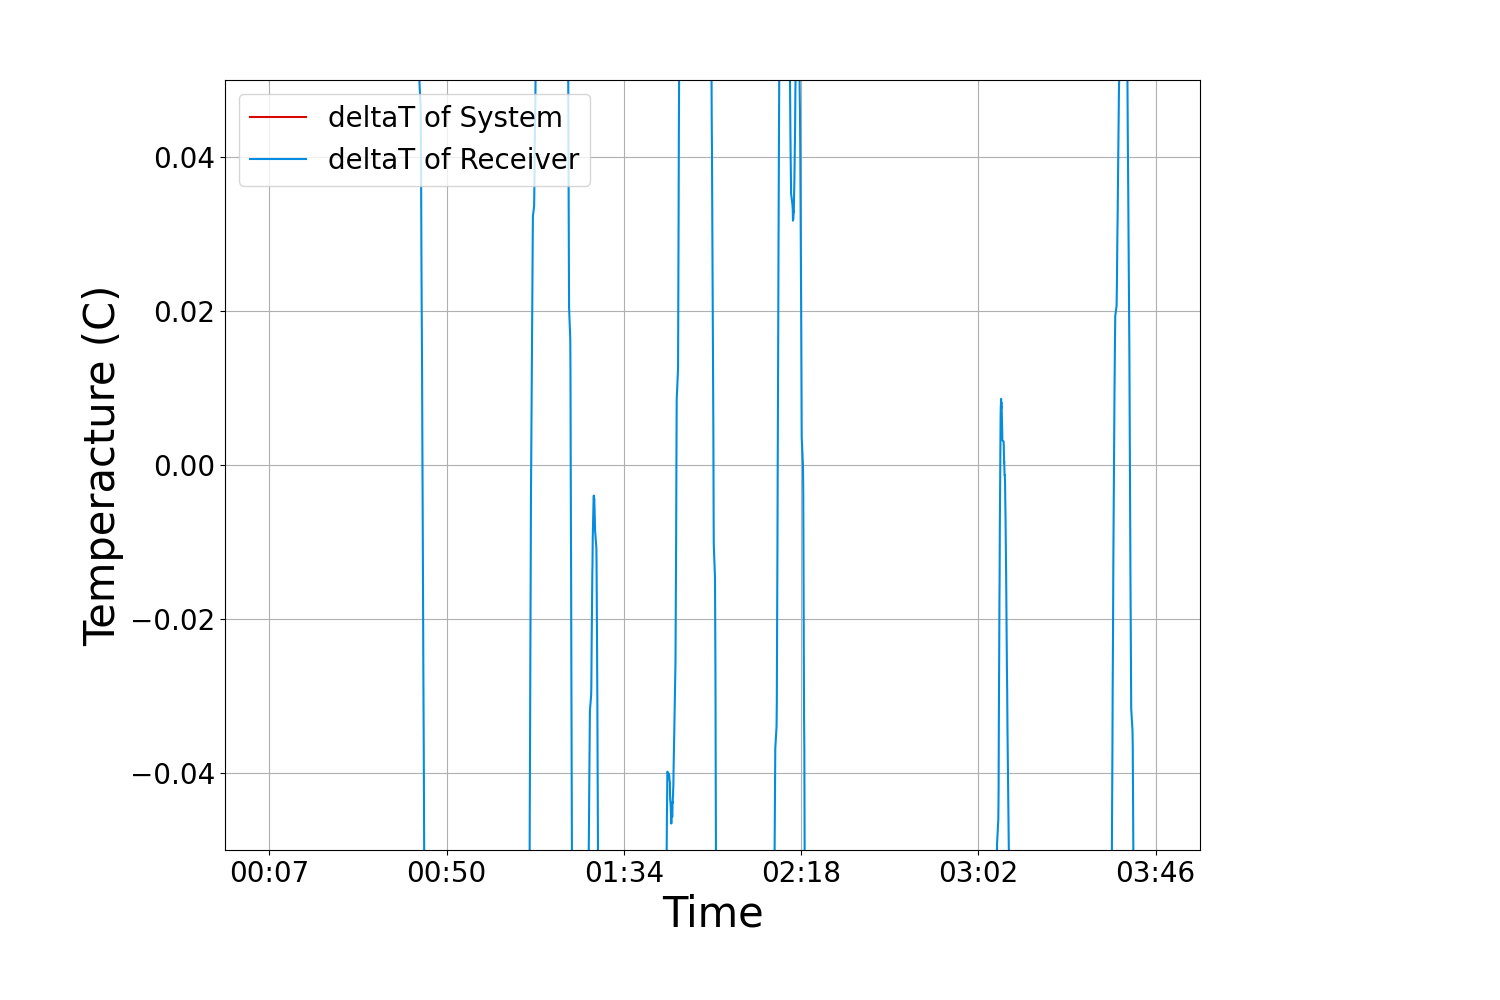 deltaT of System
deltaT of Receiver
0.04
0.02
0.00
−0.02
−0.04
Temperacture (C)
00:07 00:50 01:34 02:18 03:02 03:46
Time